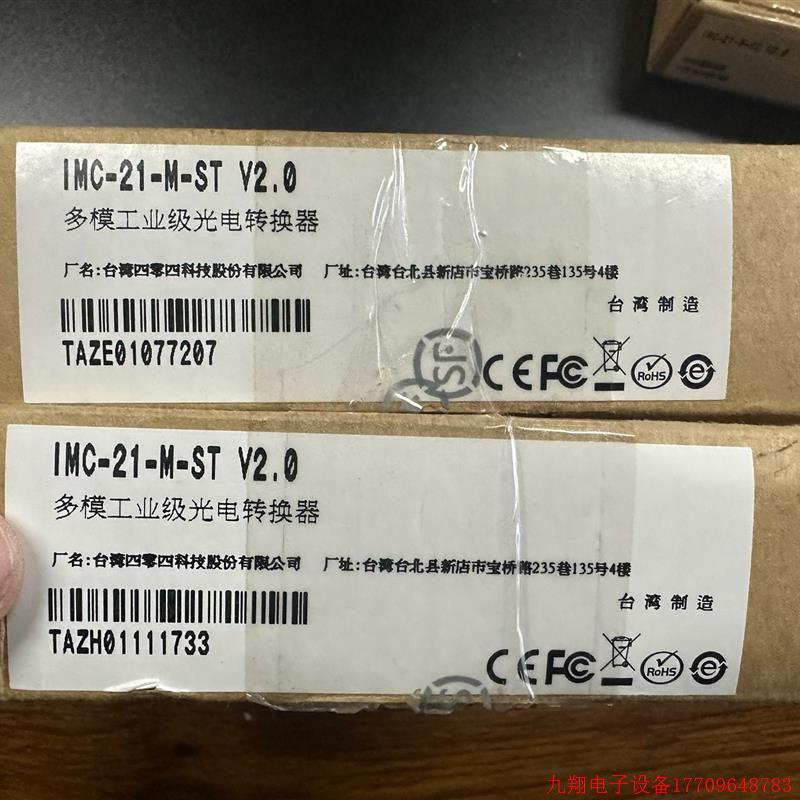 IMC-21-M-ST V2.0
IMC-21-M-ST V2.0
多模工业级光电转换器
厂名:台湾四零四科技股份有限公司 厂址:台湾台北县新店市宝桥路235巷135号4楼
台湾制造
TAZE01077207
CE FC RoHS e
IMC-21-M-ST V2.0
多模工业级光电转换器
厂名:台湾四零四科技股份有限公司 厂址:台湾台北县新店市宝桥路235巷135号4楼
台湾制造
TAZH01111733
CE FC RoHS e
九翔电子设备17709648783